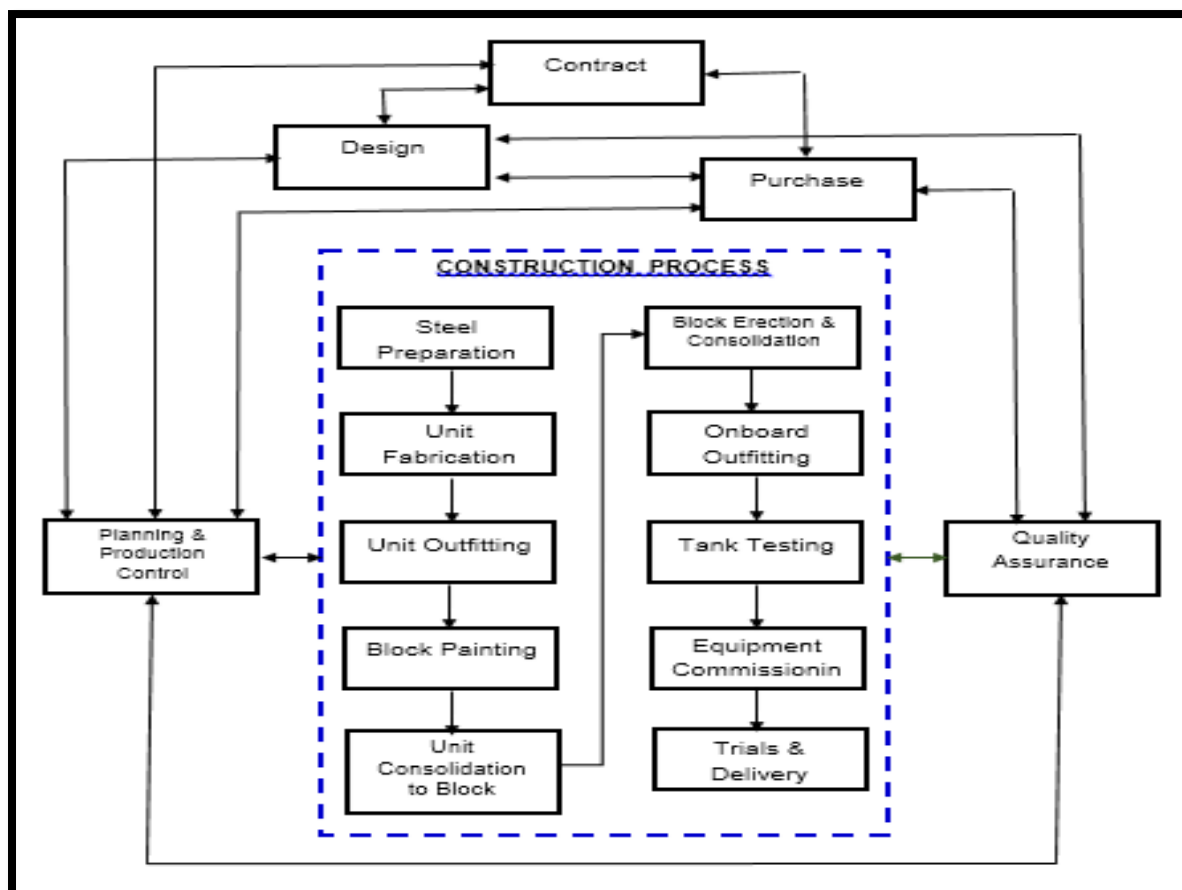 Contract
Design
Purchase
CONSTRUCTION PROCESS
Steel
Preparation
Unit
Fabrication
Unit Outfitting
Block Painting
Unit
Consolidation
to Block
Block Erection &
Consolidation
Onboard
Outfitting
Tank Testing
Equipment
Commissionin
Trials &
Delivery
Planning &
Production
Control
Quality
Assurance